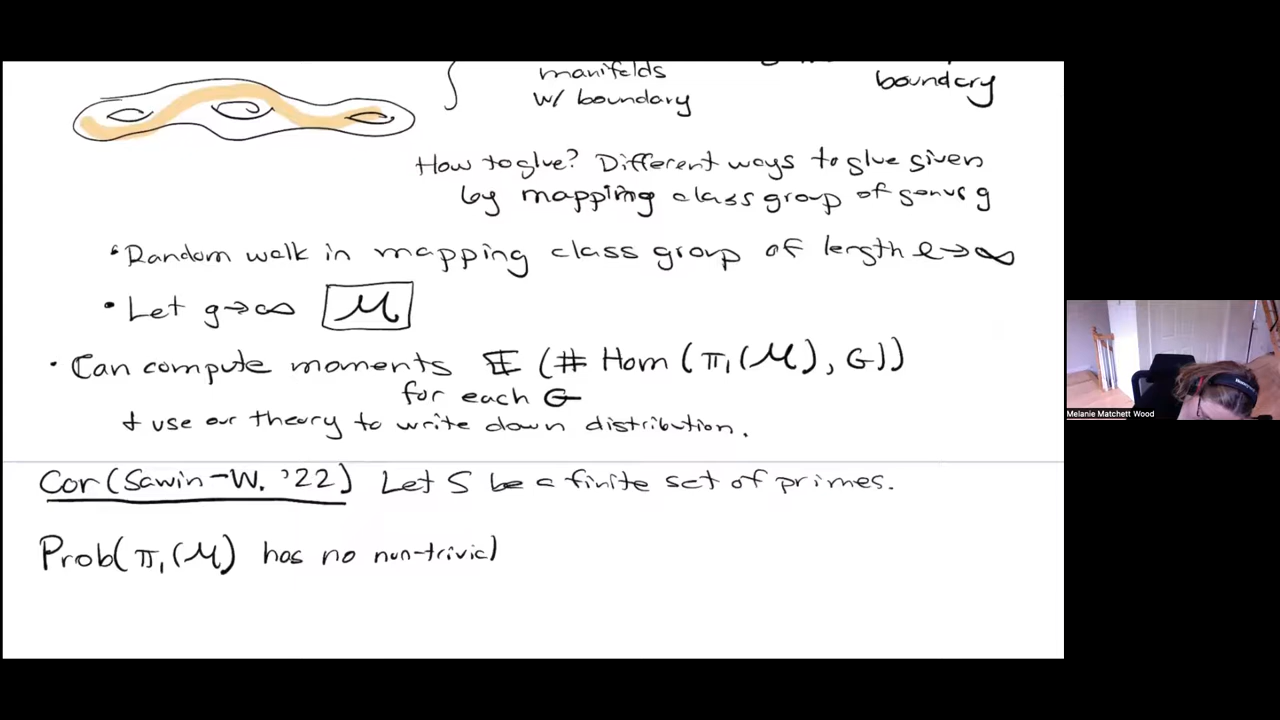 manifolds
w/ boundary
boundary
How to glue? Different ways to glue given
by mapping class group of genus g
• Random walk in mapping class group of length ℓ→∞
• Let g→∞ M
• Can compute moments E (# Hom (π₁(M), G))
for each G
+ use our theory to write down distribution.
Cor (Sawin-W. '22) Let S be a finite set of primes.
Prob(π₁(M) has no non-trivial
Melanie Matchett Wood